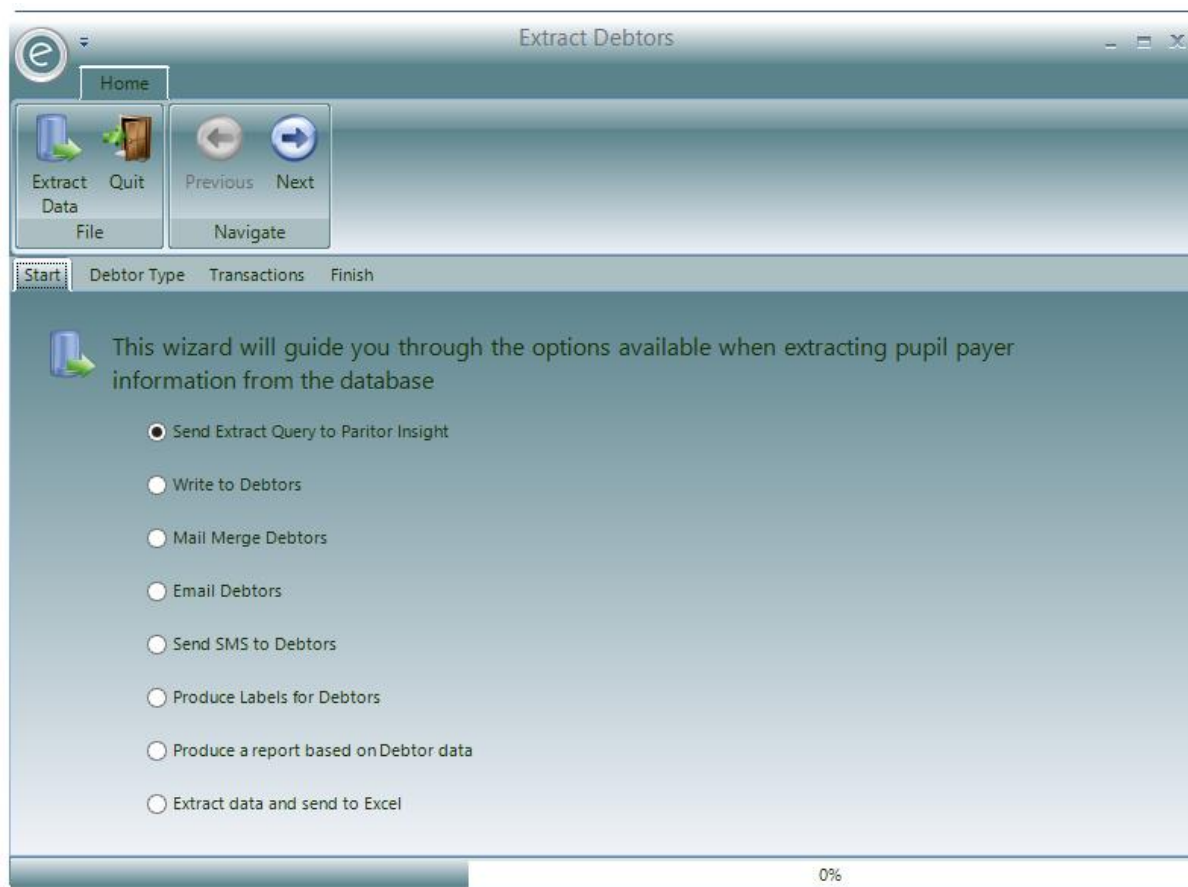 e
Extract Debtors
Home
Extract
Data
Quit
Previous
Next
File
Navigate
Start Debtor Type Transactions Finish
This wizard will guide you through the options available when extracting pupil payer
information from the database
Send Extract Query to Paritor Insight
Write to Debtors
Mail Merge Debtors
Email Debtors
Send SMS to Debtors
Produce Labels for Debtors
Produce a report based on Debtor data
Extract data and send to Excel
0%